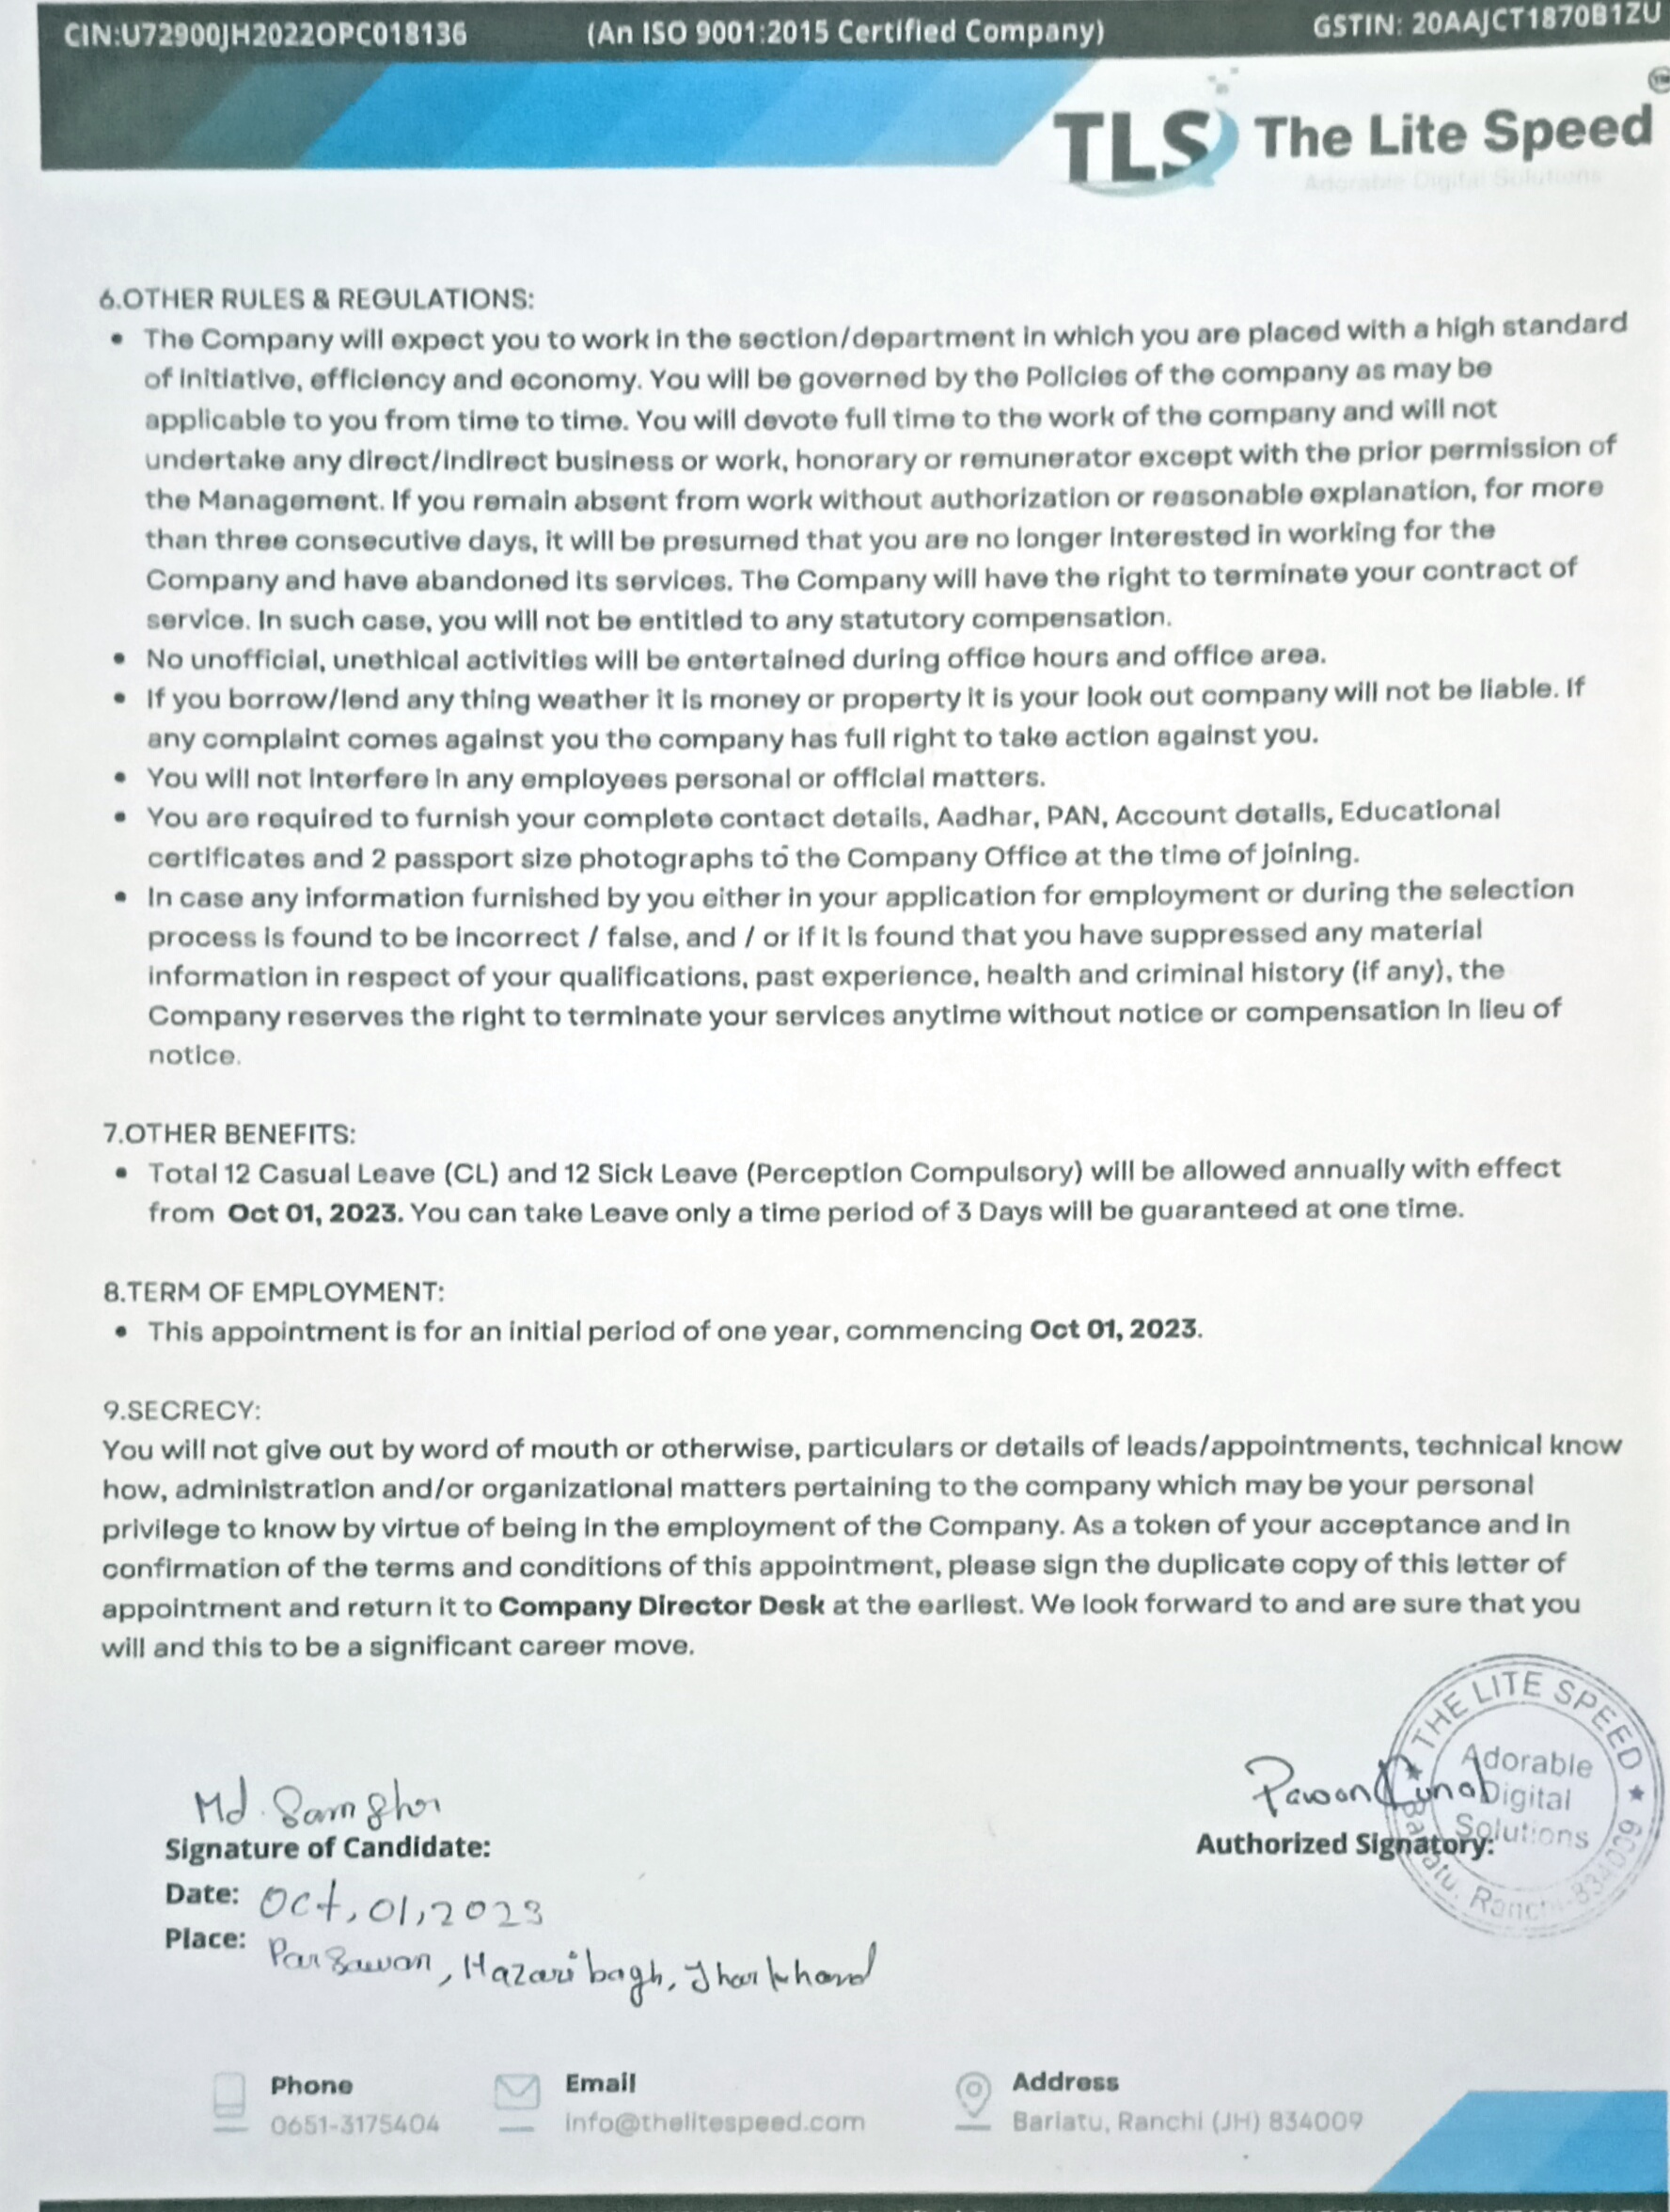 CIN:U72900JH2022OPC018136 (An ISO 9001:2015 Certified Company) GSTIN: 20AAJCT1870B1ZU
TLS The Lite Speed
Adorable Digital Solutions
6.OTHER RULES & REGULATIONS:
• The Company will expect you to work in the section/department in which you are placed with a high standard
of initiative, efficiency and economy. You will be governed by the Policies of the company as may be
applicable to you from time to time. You will devote full time to the work of the company and will not
undertake any direct/indirect business or work, honorary or remunerator except with the prior permission of
the Management. If you remain absent from work without authorization or reasonable explanation, for more
than three consecutive days, it will be presumed that you are no longer interested in working for the
Company and have abandoned its services. The Company will have the right to terminate your contract of
service. In such case, you will not be entitled to any statutory compensation.
• No unofficial, unethical activities will be entertained during office hours and office area.
• If you borrow/lend any thing weather it is money or property it is your look out company will not be liable. If
any complaint comes against you the company has full right to take action against you.
• You will not interfere in any employees personal or official matters.
• You are required to furnish your complete contact details, Aadhar, PAN, Account details, Educational
certificates and 2 passport size photographs to the Company Office at the time of joining.
• In case any information furnished by you either in your application for employment or during the selection
process is found to be incorrect / false, and / or if it is found that you have suppressed any material
information in respect of your qualifications, past experience, health and criminal history (if any), the
Company reserves the right to terminate your services anytime without notice or compensation in lieu of
notice.
7.OTHER BENEFITS:
• Total 12 Casual Leave (CL) and 12 Sick Leave (Perception Compulsory) will be allowed annually with effect
from Oct 01, 2023. You can take Leave only a time period of 3 Days will be guaranteed at one time.
8.TERM OF EMPLOYMENT:
• This appointment is for an initial period of one year, commencing Oct 01, 2023.
9.SECRECY:
You will not give out by word of mouth or otherwise, particulars or details of leads/appointments, technical know
how, administration and/or organizational matters pertaining to the company which may be your personal
privilege to know by virtue of being in the employment of the Company. As a token of your acceptance and in
confirmation of the terms and conditions of this appointment, please sign the duplicate copy of this letter of
appointment and return it to Company Director Desk at the earliest. We look forward to and are sure that you
will and this to be a significant career move.
THE LITE SPEED
Adorable
Digital
Solutions
Bariatu, Ranchi-834009
Md.
Signature of Candidate:
Authorized Signatory:
Date: Oct, 01, 2023
Place: Parsawan, Hazaribagh, Jharkhand
Phone Email Address
0651-3175404 info@thelitespeed.com Bariatu, Ranchi (JH) 834009